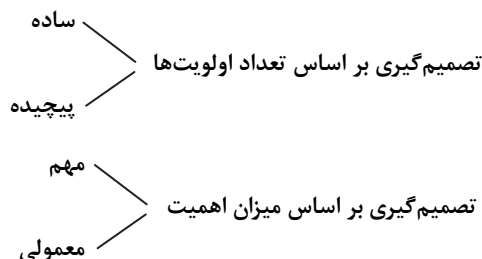 ساده
تصمیم‌گیری بر اساس تعداد اولویت‌ها
پیچیده
مهم
تصمیم‌گیری بر اساس میزان اهمیت
معمولی